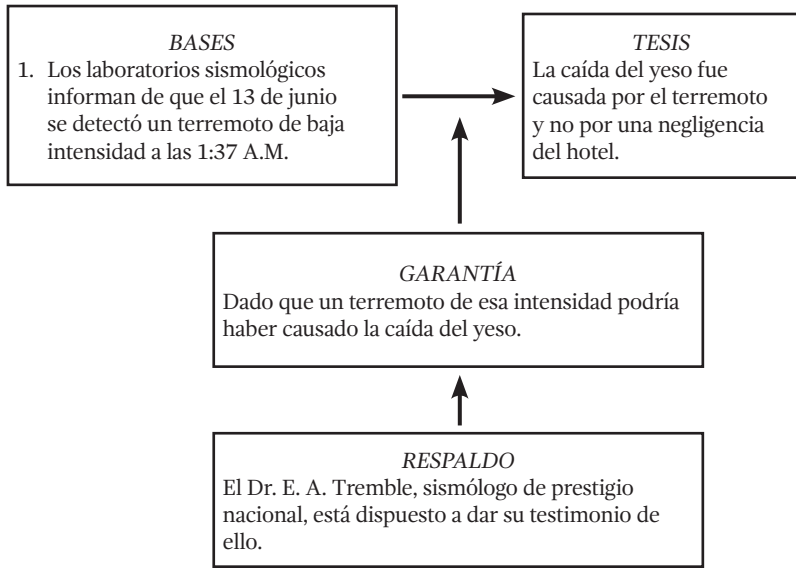 BASES
1. Los laboratorios sismológicos
informan de que el 13 de junio
se detectó un terremoto de baja
intensidad a las 1:37 A.M.
TESIS
La caída del yeso fue
causada por el terremoto
y no por una negligencia
del hotel.
GARANTÍA
Dado que un terremoto de esa intensidad podría
haber causado la caída del yeso.
RESPALDO
El Dr. E. A. Tremble, sismólogo de prestigio
nacional, está dispuesto a dar su testimonio de
ello.